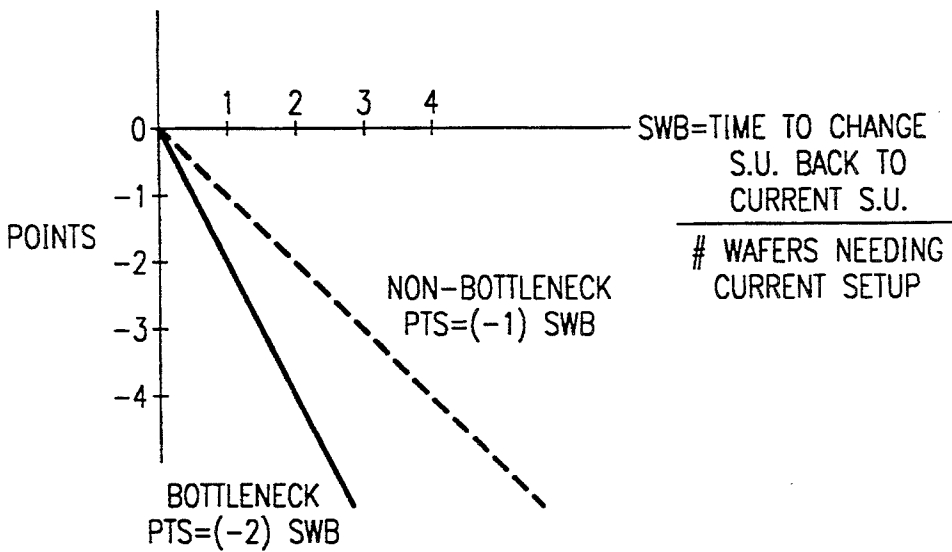 1 2 3 4
0
-1
-2
-3
-4
POINTS
SWB=TIME TO CHANGE
S.U. BACK TO
CURRENT S.U.
# WAFERS NEEDING
CURRENT SETUP
NON-BOTTLENECK
PTS=(-1) SWB
BOTTLENECK
PTS=(-2) SWB